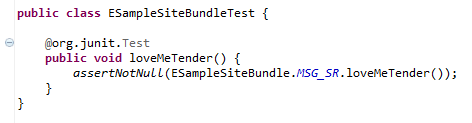 public class ESampleSiteBundleTest {
@org.junit.Test
public void loveMeTender() {
assertNotNull(ESampleSiteBundle.MSG_SR.loveMeTender());
}
}